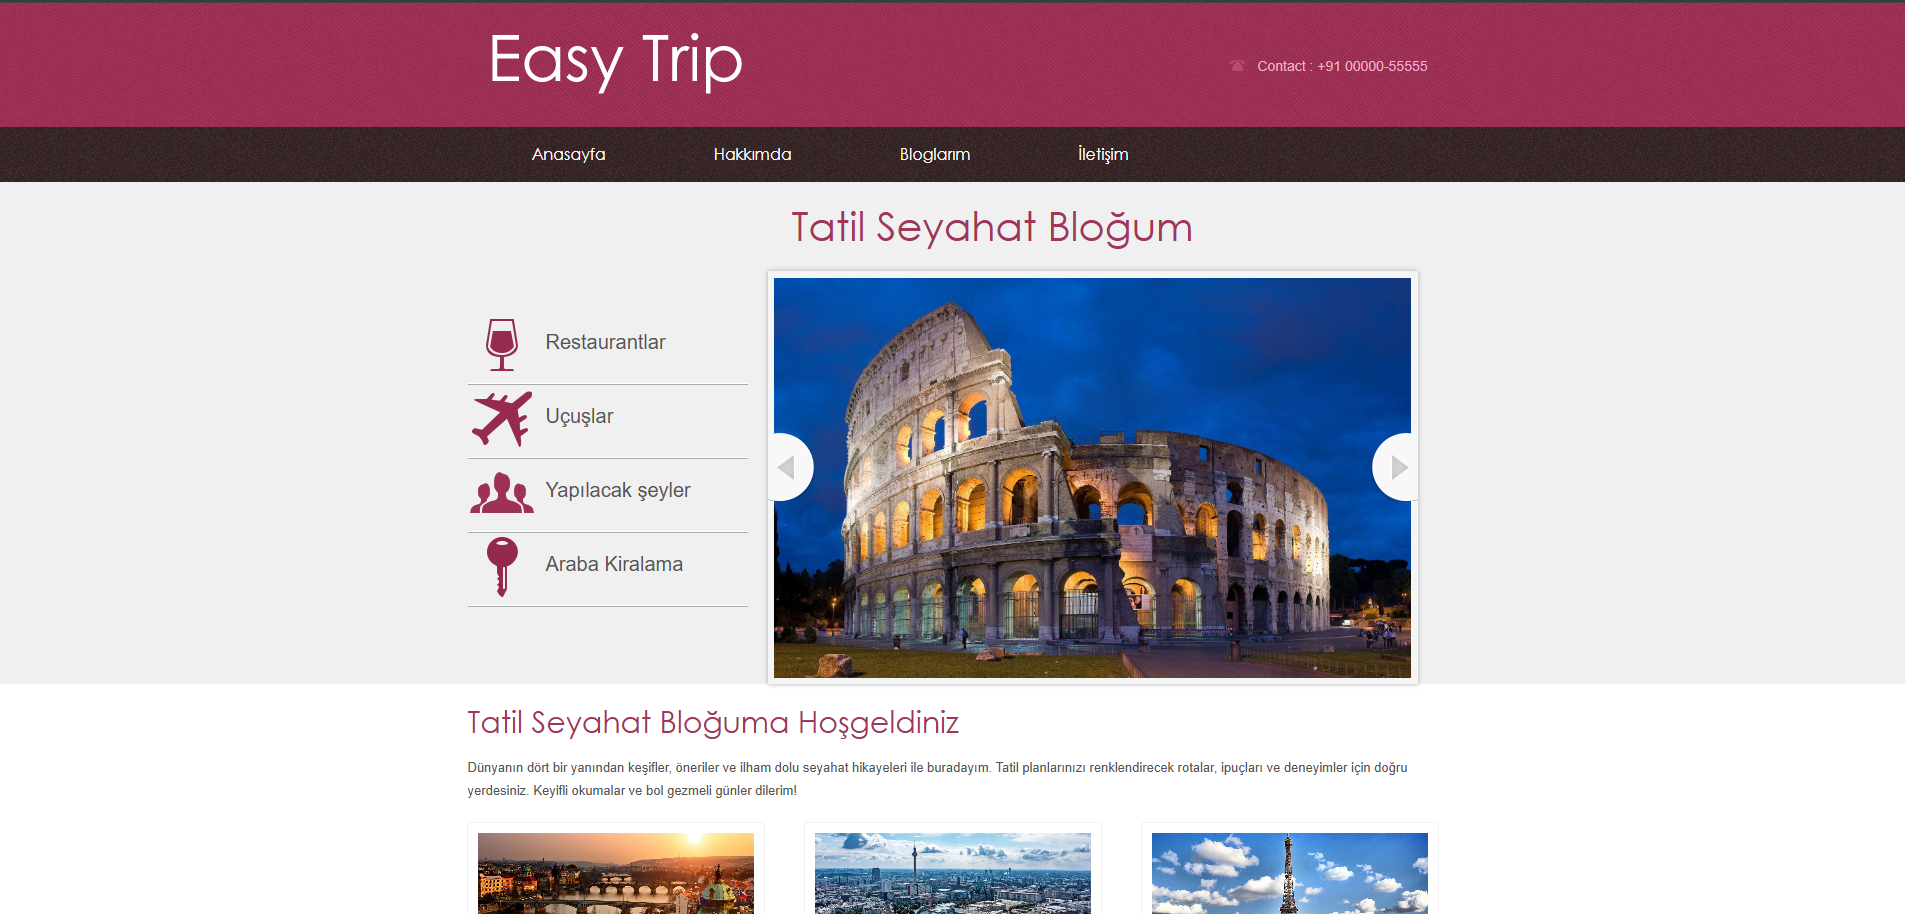 Easy Trip
Contact : +91 00000-55555
Anasayfa
Hakkımda
Bloglarım
İletişim
Tatil Seyahat Bloğum
Restaurantlar
Uçuşlar
Yapılacak şeyler
Araba Kiralama
Tatil Seyahat Bloğuma Hoşgeldiniz
Dünyanın dört bir yanından keşifler, öneriler ve ilham dolu seyahat hikayeleri ile buradayım. Tatil planlarınızı renklendirecek rotalar, ipuçları ve deneyimler için doğru
yerdesiniz. Keyifli okumalar ve bol gezmeli günler dilerim!